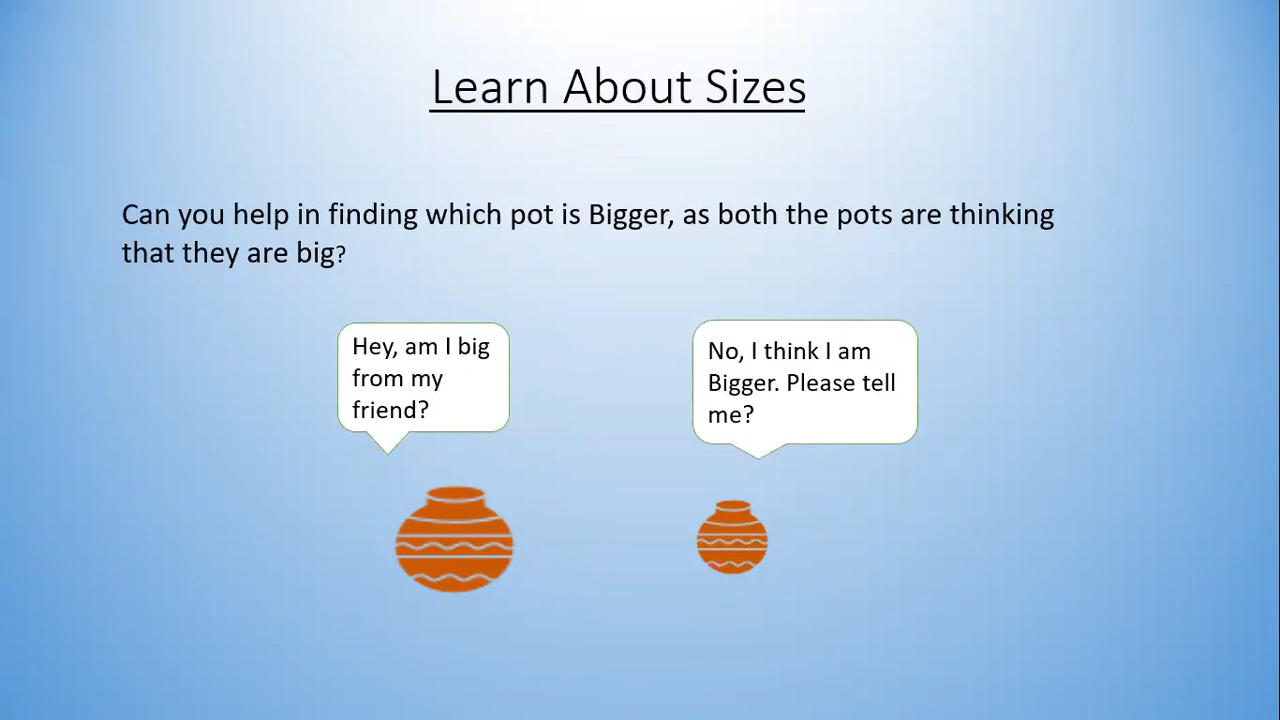 Learn About Sizes
Can you help in finding which pot is Bigger, as both the pots are thinking
that they are big?
Hey, am I big
from my
friend?
No, I think I am
Bigger. Please tell
me?